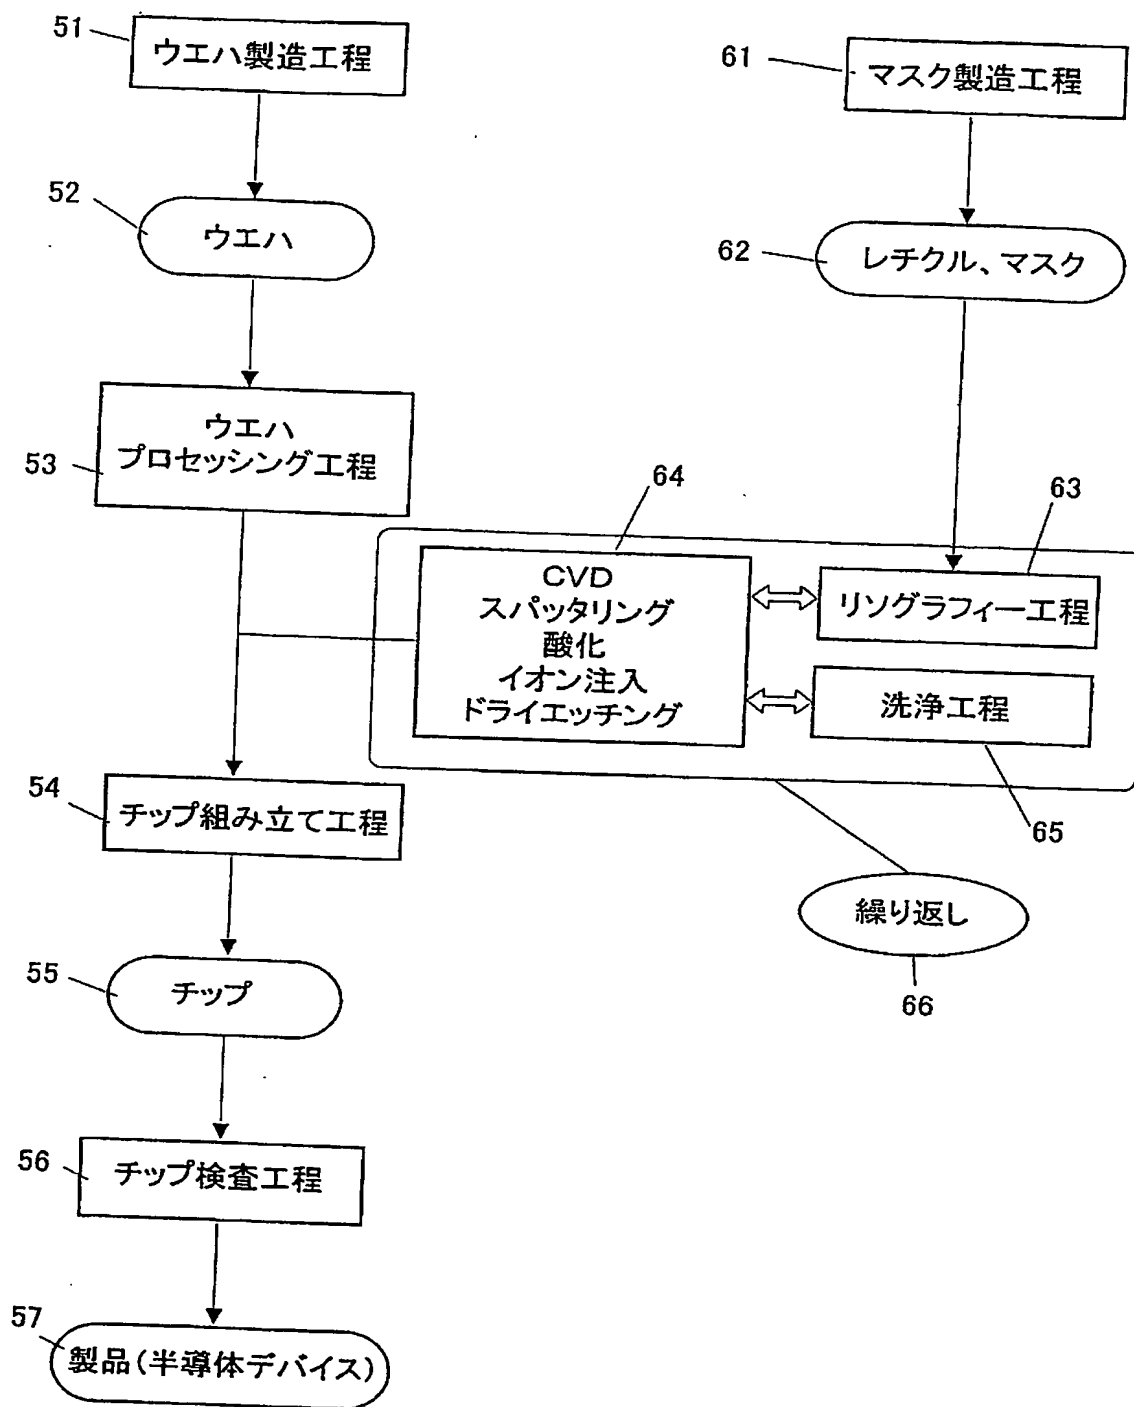 51
ウエハ製造工程
52
ウエハ
53
ウエハ
プロセッシング工程
54
チップ組み立て工程
55
チップ
56
チップ検査工程
57
製品(半導体デバイス)
61
マスク製造工程
62
レチクル、マスク
64
CVD
スパッタリング
酸化
イオン注入
ドライエッチング
63
リソグラフィー工程
洗浄工程
65
繰り返し
66